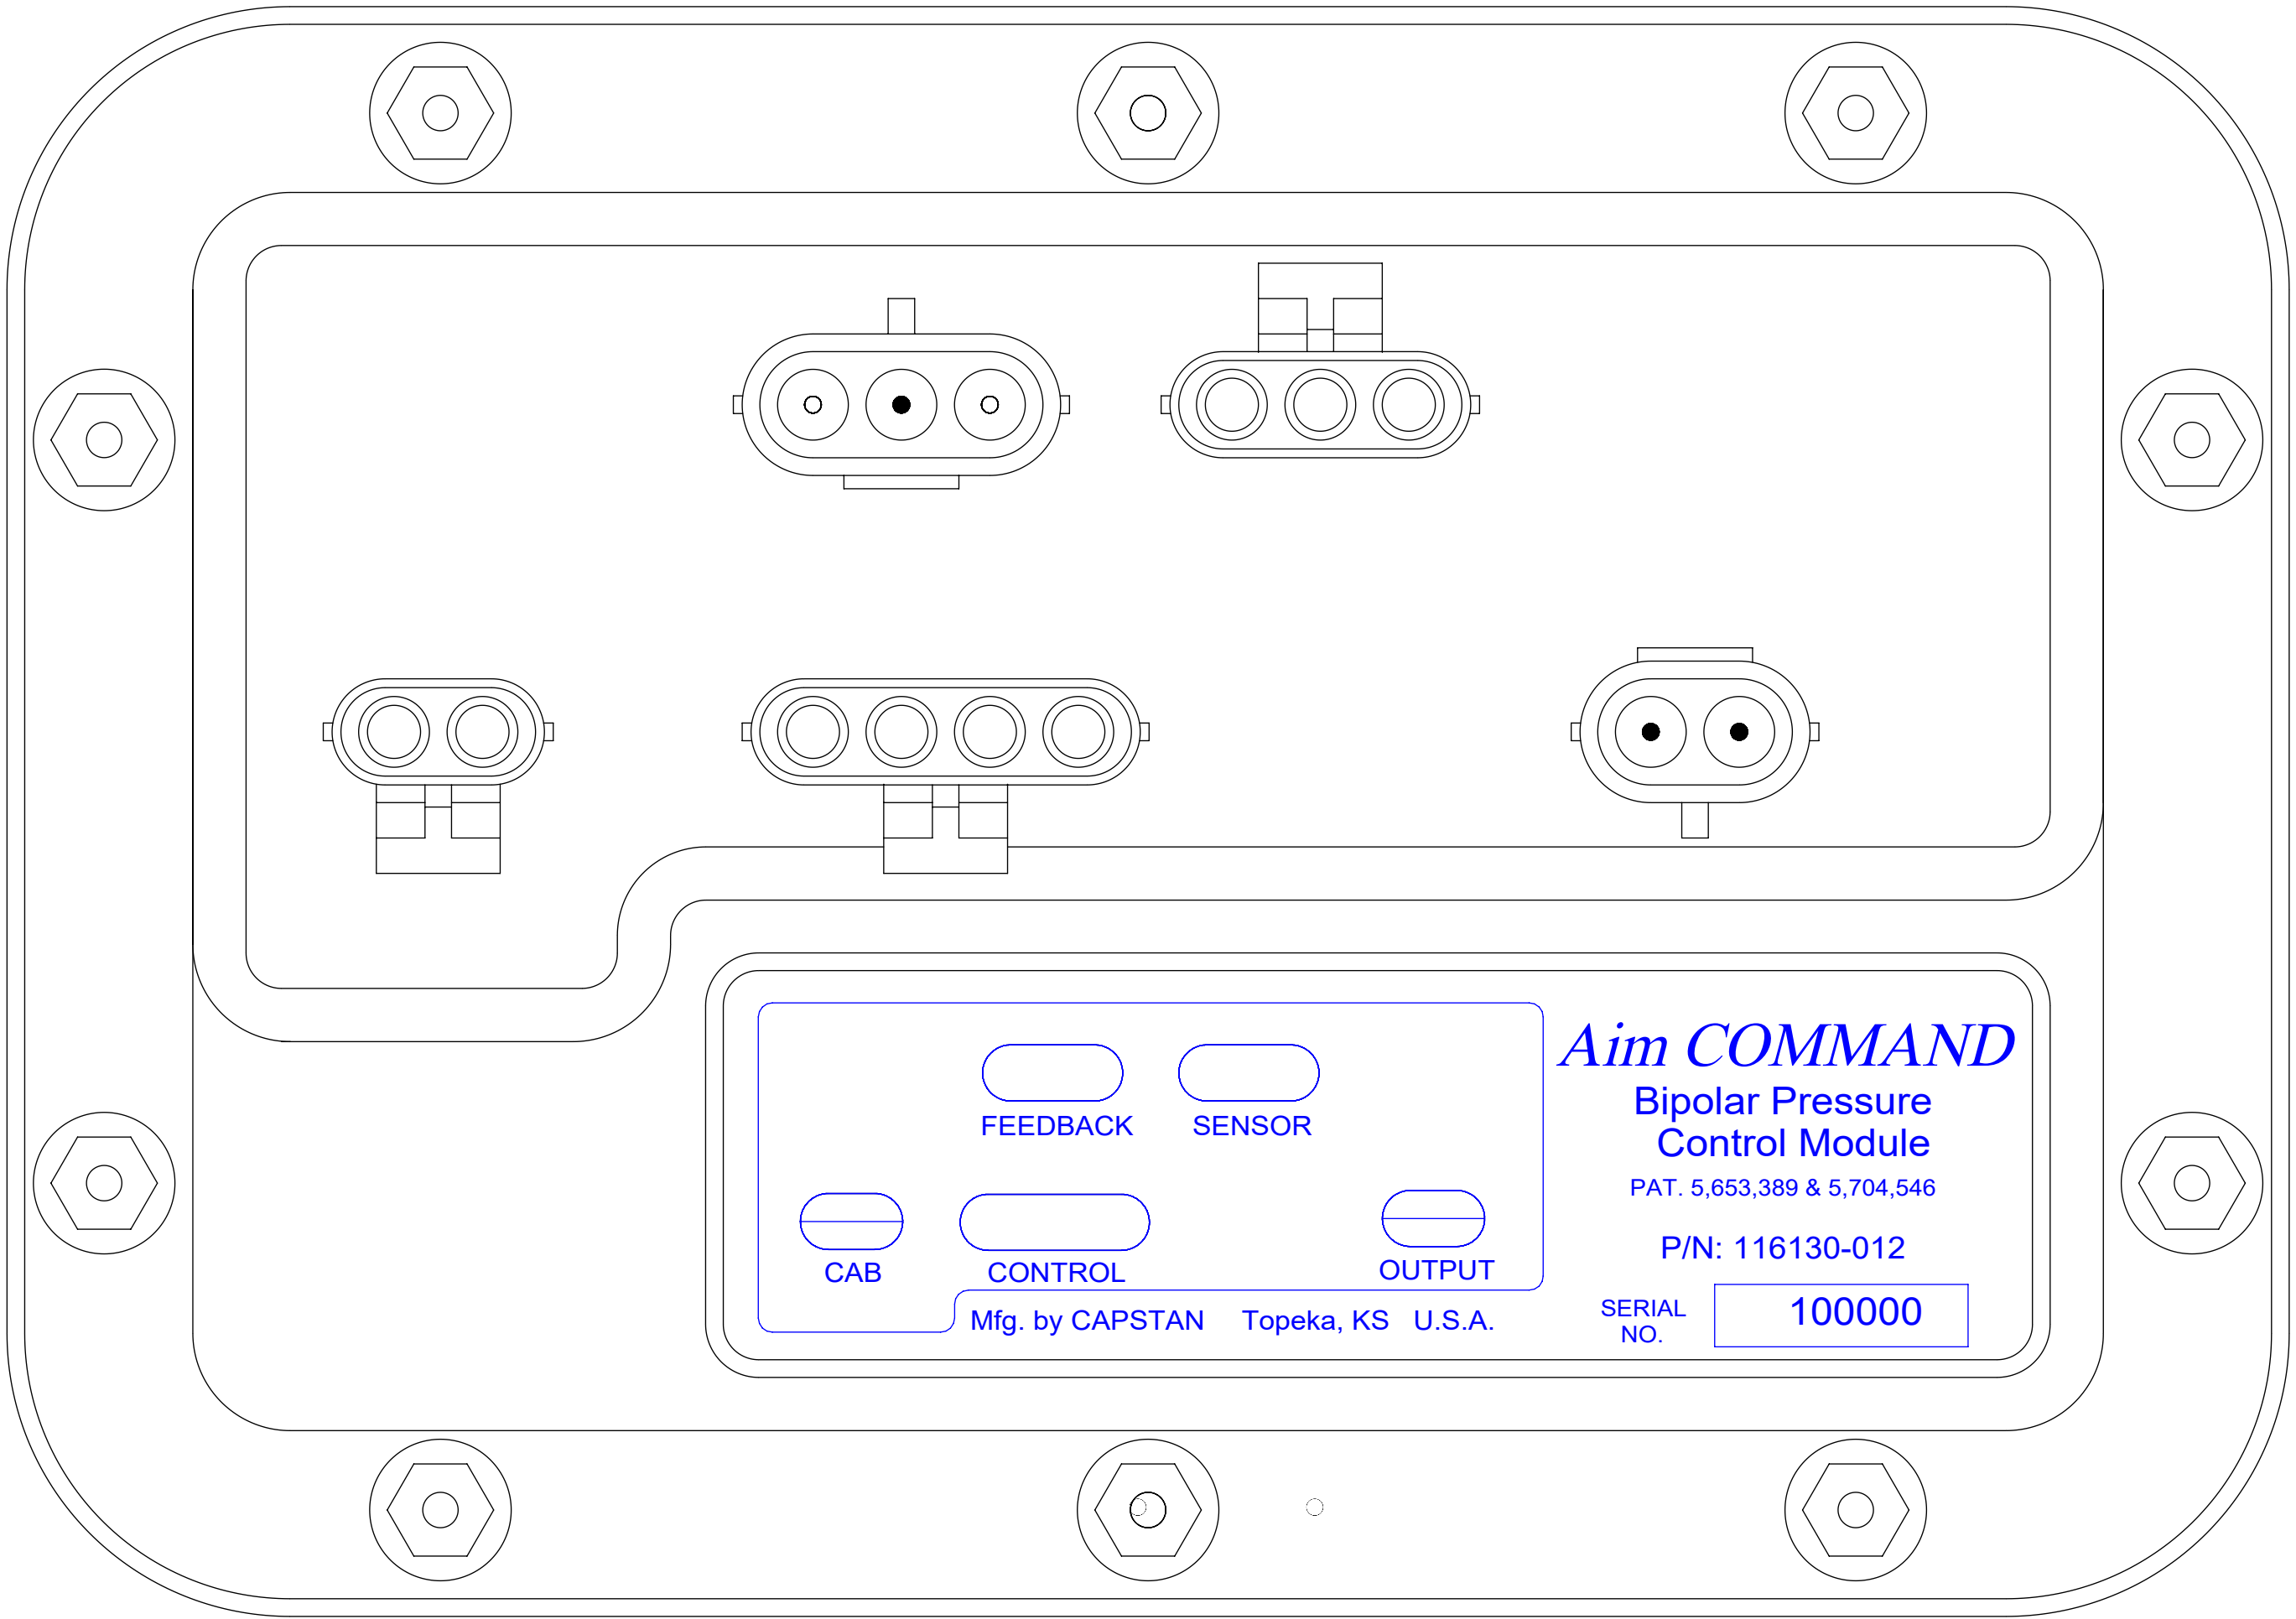 Aim COMMAND
Bipolar Pressure
Control Module
PAT. 5,653,389 & 5,704,546
P/N: 116130-012
SERIAL
NO.
100000
FEEDBACK
SENSOR
CAB
CONTROL
OUTPUT
Mfg. by CAPSTAN Topeka, KS U.S.A.